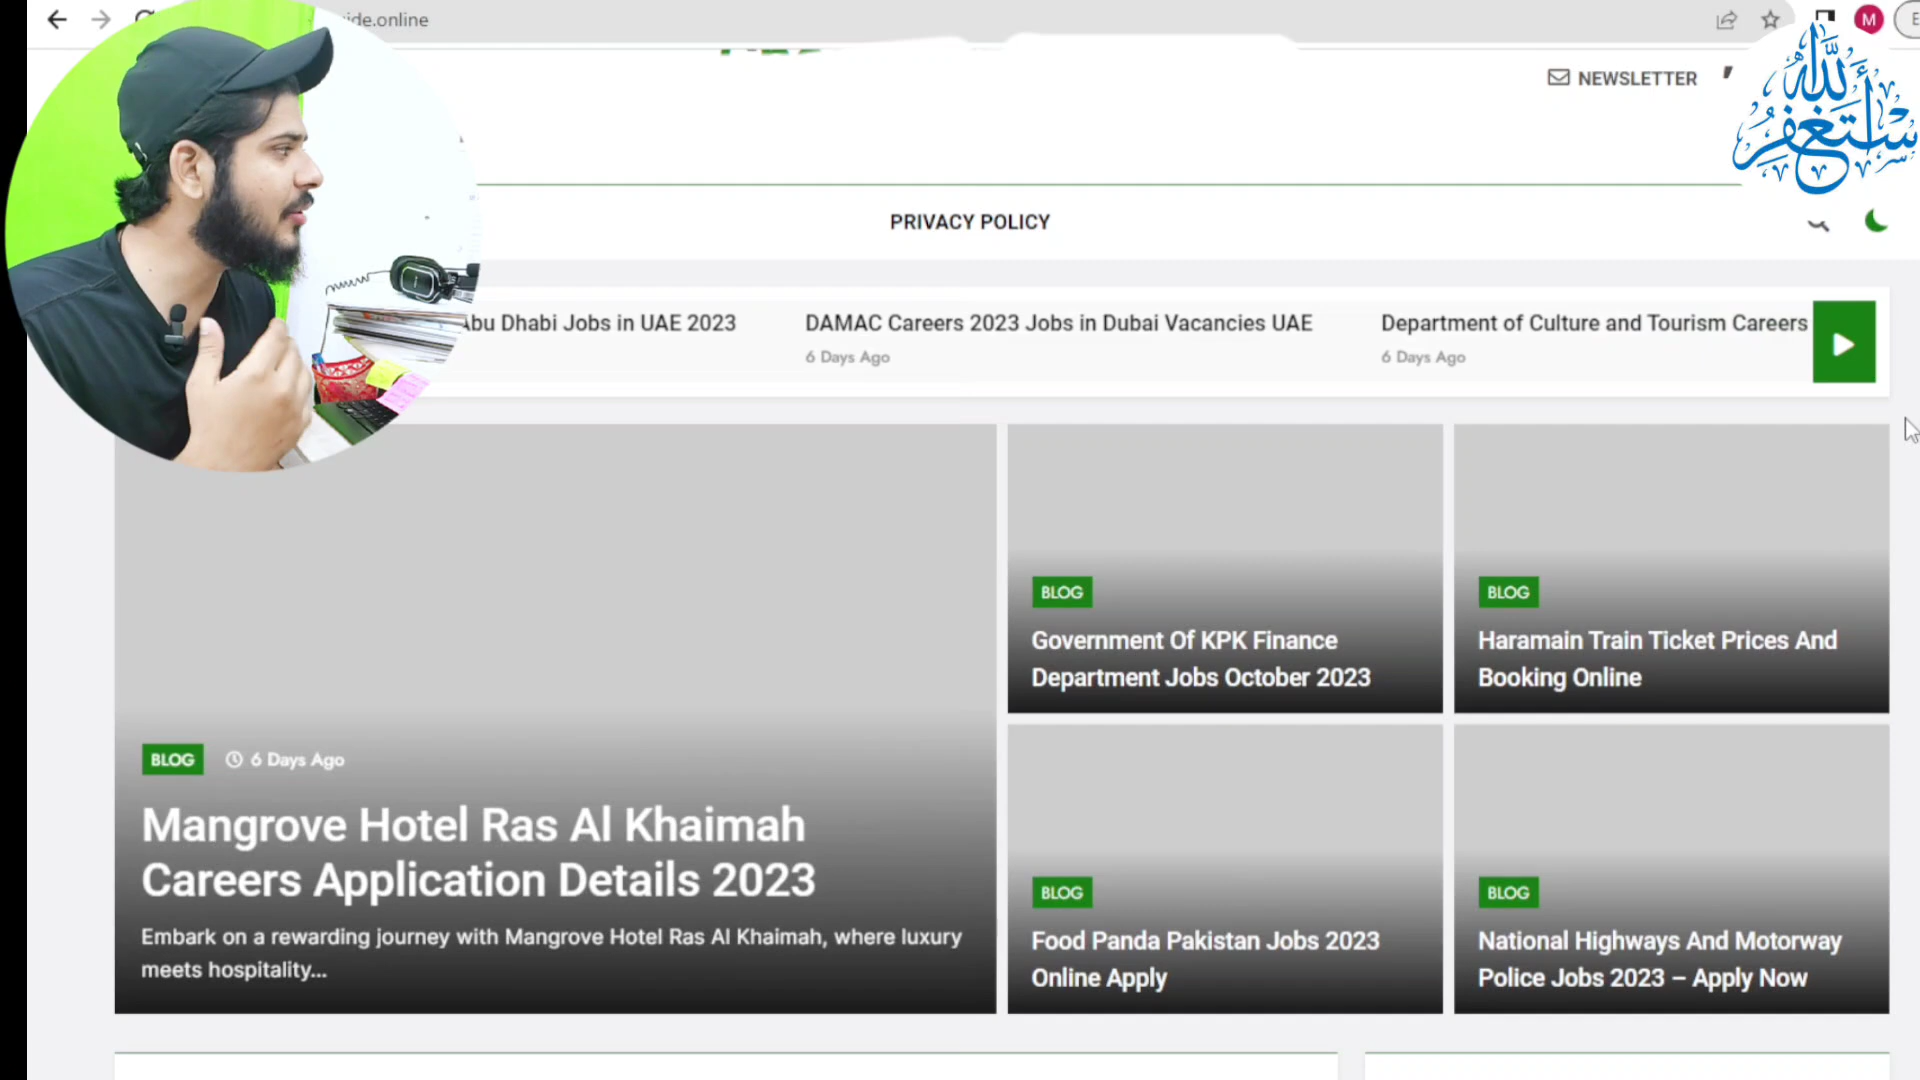 ide.online
M
E
NEWSLETTER
أستغفر الله
PRIVACY POLICY
Abu Dhabi Jobs in UAE 2023
DAMAC Careers 2023 Jobs in Dubai Vacancies UAE
6 Days Ago
Department of Culture and Tourism Careers
6 Days Ago
BLOG
6 Days Ago
Mangrove Hotel Ras Al Khaimah
Careers Application Details 2023
Embark on a rewarding journey with Mangrove Hotel Ras Al Khaimah, where luxury
meets hospitality...
BLOG
Government Of KPK Finance
Department Jobs October 2023
BLOG
Haramain Train Ticket Prices And
Booking Online
BLOG
Food Panda Pakistan Jobs 2023
Online Apply
BLOG
National Highways And Motorway
Police Jobs 2023 – Apply Now